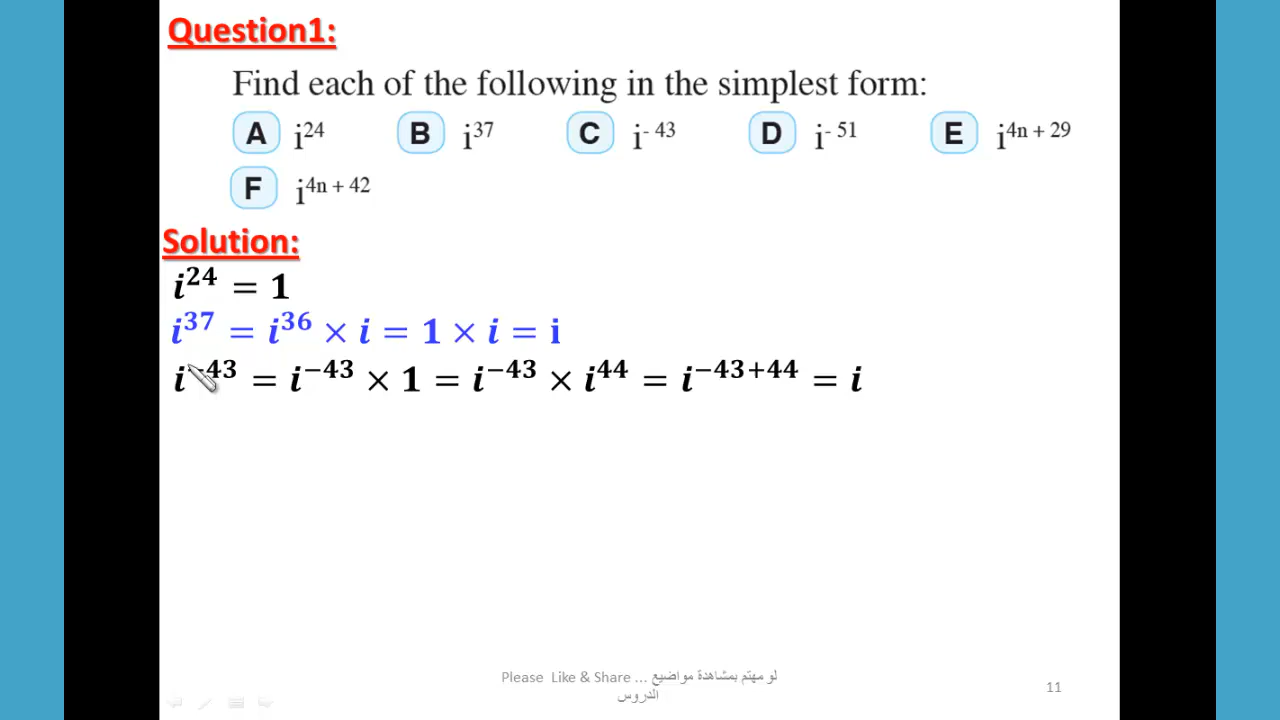 Question1:
Find each of the following in the simplest form:
A i²⁴ B i³⁷ C i⁻ ⁴³ D i⁻ ⁵¹ E i⁴ⁿ ⁺ ²⁹
F i⁴ⁿ ⁺ ⁴²
Solution:
i²⁴ = 1
i³⁷ = i³⁶ × i = 1 × i = i
i⁻⁴³ = i⁻⁴³ × 1 = i⁻⁴³ × i⁴⁴ = i⁻⁴³⁺⁴⁴ = i
Please Like & Share ... لو مهتم بمشاهدة مواضيع
الدروس
11